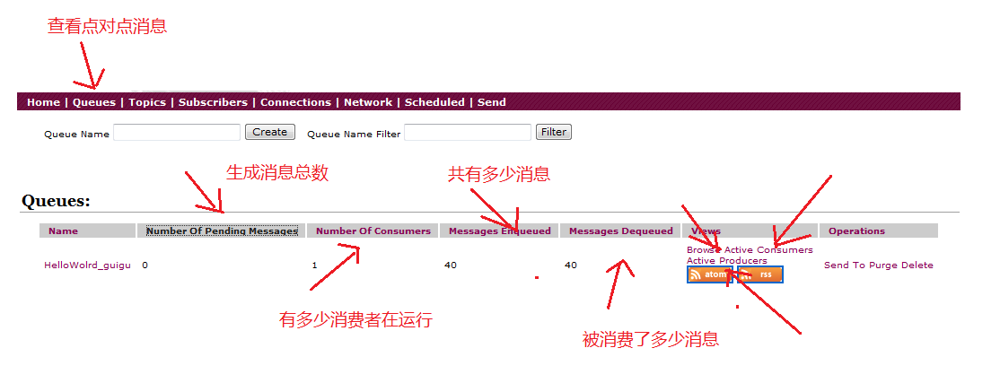 查看点对点消息
Home | Queues | Topics | Subscribers | Connections | Network | Scheduled | Send
Queue Name Create Queue Name Filter Filter
生成消息总数 共有多少消息
Queues:
Name Number Of Pending Messages Number Of Consumers Messages Enqueued Messages Dequeued Views Operations
Browse Active Consumers
HelloWolrd_guigu 0 1 40 40 Active Producers Send To Purge Delete
atom rss
有多少消费者在运行
被消费了多少消息